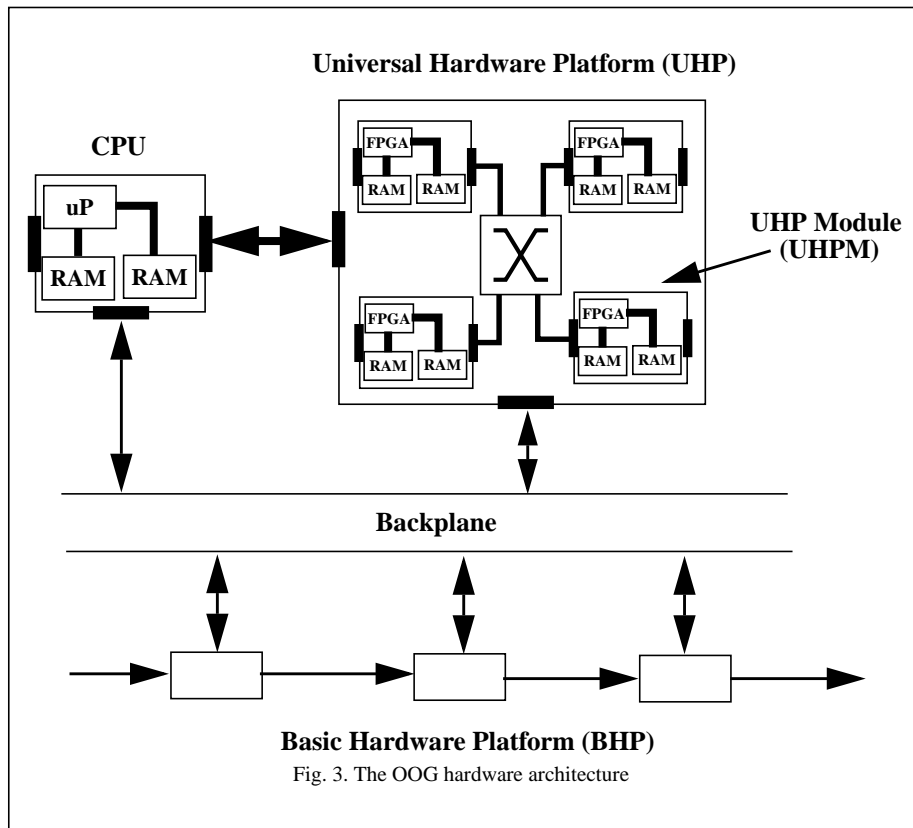 Universal Hardware Platform (UHP)
CPU
uP
RAM
RAM
FPGA
RAM
RAM
FPGA
RAM
RAM
UHP Module
(UHPM)
FPGA
RAM
RAM
FPGA
RAM
RAM
Backplane
Basic Hardware Platform (BHP)
Fig. 3. The OOG hardware architecture